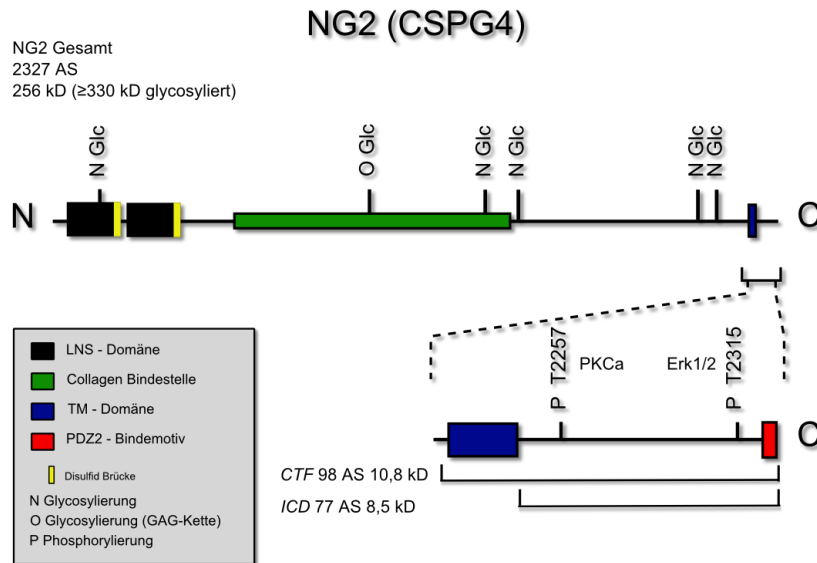 NG2 (CSPG4)
NG2 Gesamt
2327 AS
256 kD (≥330 kD glycosyliert)
N Glc
O Glc
N Glc
N Glc
N Glc
N Glc
N
C
P T2257
PKCa
Erk1/2
P T2315
C
CTF 98 AS 10,8 kD
ICD 77 AS 8,5 kD
LNS - Domäne
Collagen Bindestelle
TM - Domäne
PDZ2 - Bindemotiv
Disulfid Brücke
N Glycosylierung
O Glycosylierung (GAG-Kette)
P Phosphorylierung